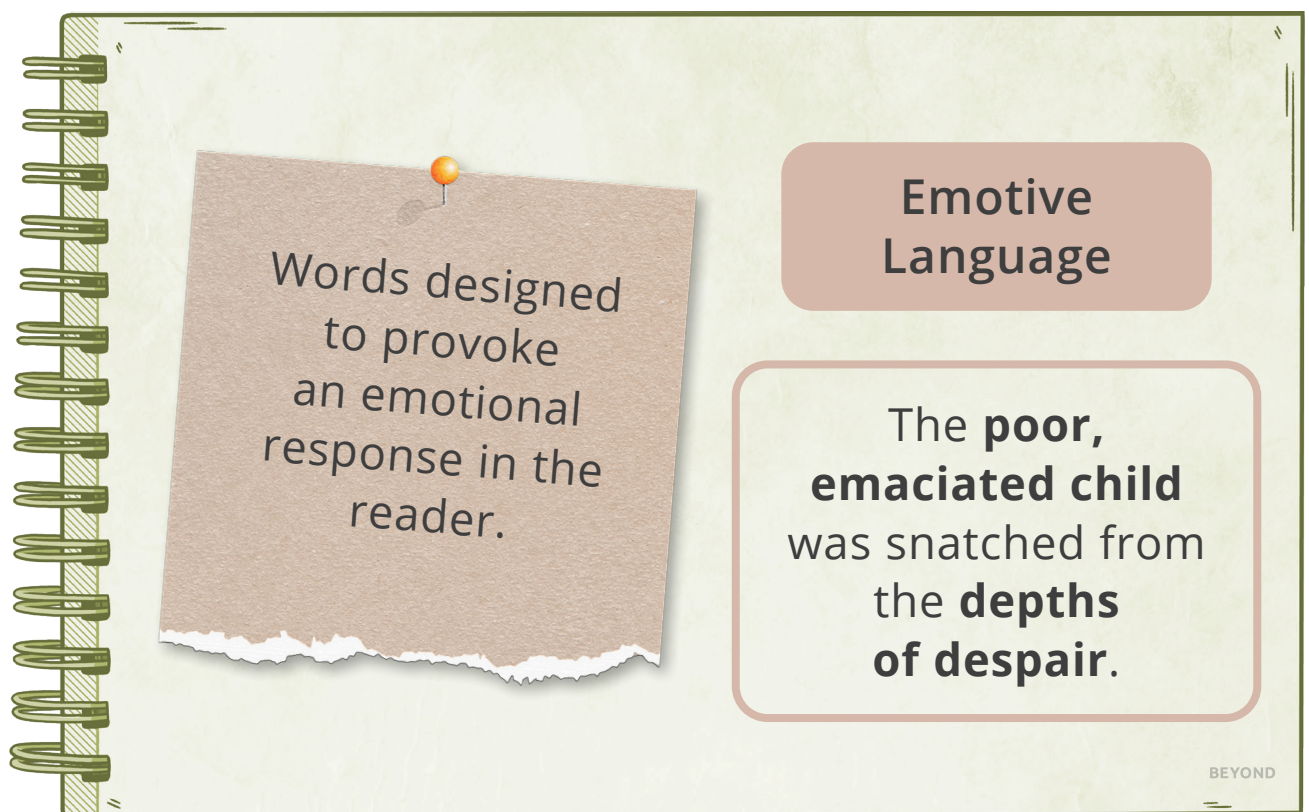 Words designed
to provoke
an emotional
response in the
reader.
Emotive
Language
The poor,
emaciated child
was snatched from
the depths
of despair.
BEYOND